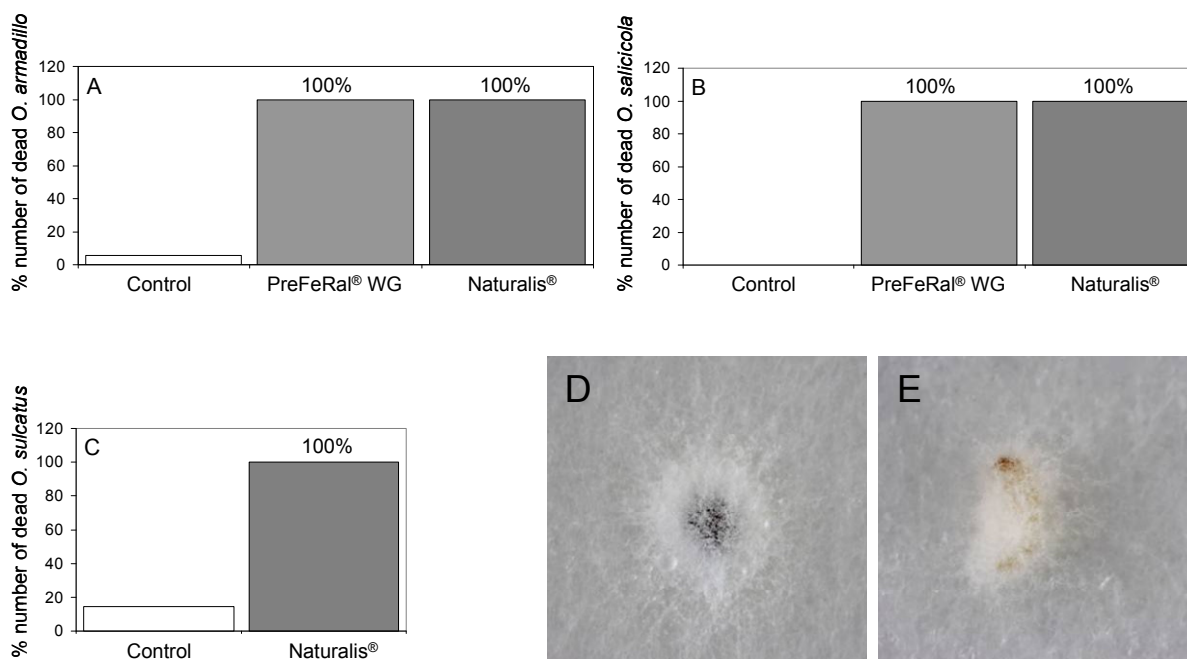 % number of dead O. armadillo
120
100
80
60
40
20
0
A
100%
100%
Control
PreFeRal® WG
Naturalis®
% number of dead O. salicicola
120
100
80
60
40
20
0
B
100%
100%
Control
PreFeRal® WG
Naturalis®
% number of dead O. sulcatus
120
100
80
60
40
20
0
C
100%
Control
Naturalis®
D
E